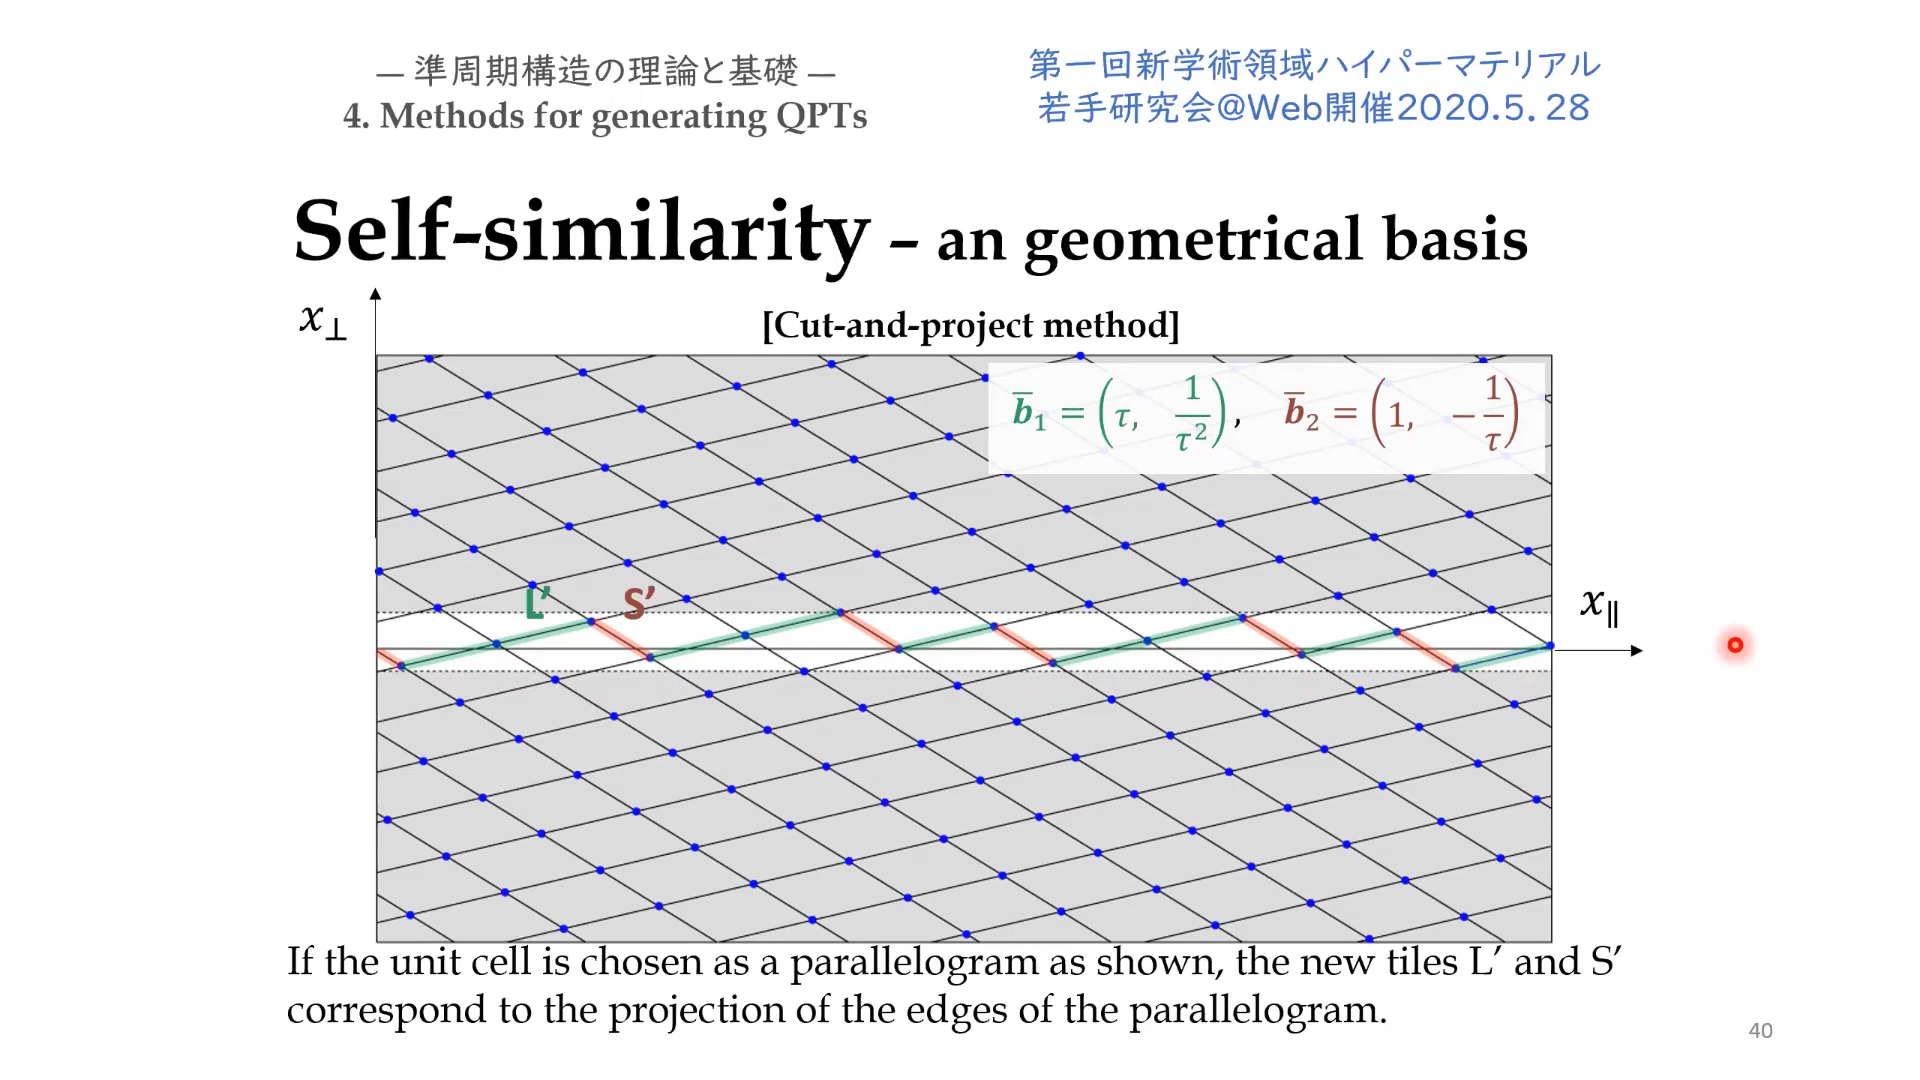 — 準周期構造の理論と基礎 —
4. Methods for generating QPTs
第一回新学術領域ハイパーマテリアル
若手研究会@Web開催2020.5.28
Self-similarity – an geometrical basis
x⊥
[Cut-and-project method]
b̅₁ = (τ, 1/τ²), b̅₂ = (1, −1/τ)
L’ S’
x∥
If the unit cell is chosen as a parallelogram as shown, the new tiles L’ and S’
correspond to the projection of the edges of the parallelogram.
40